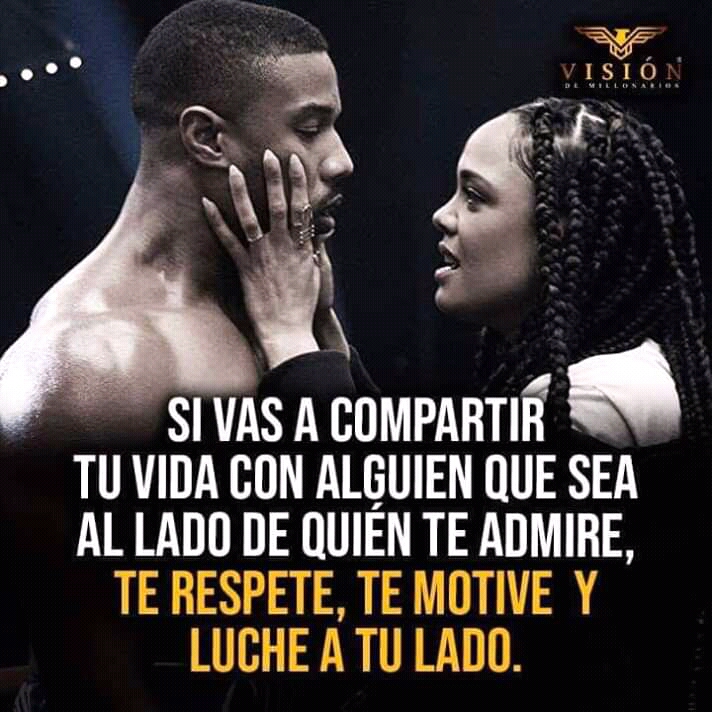 VISIÓN
DE MILLONARIOS
SI VAS A COMPARTIR
TU VIDA CON ALGUIEN QUE SEA
AL LADO DE QUIÉN TE ADMIRE,
TE RESPETE, TE MOTIVE Y
LUCHE A TU LADO.